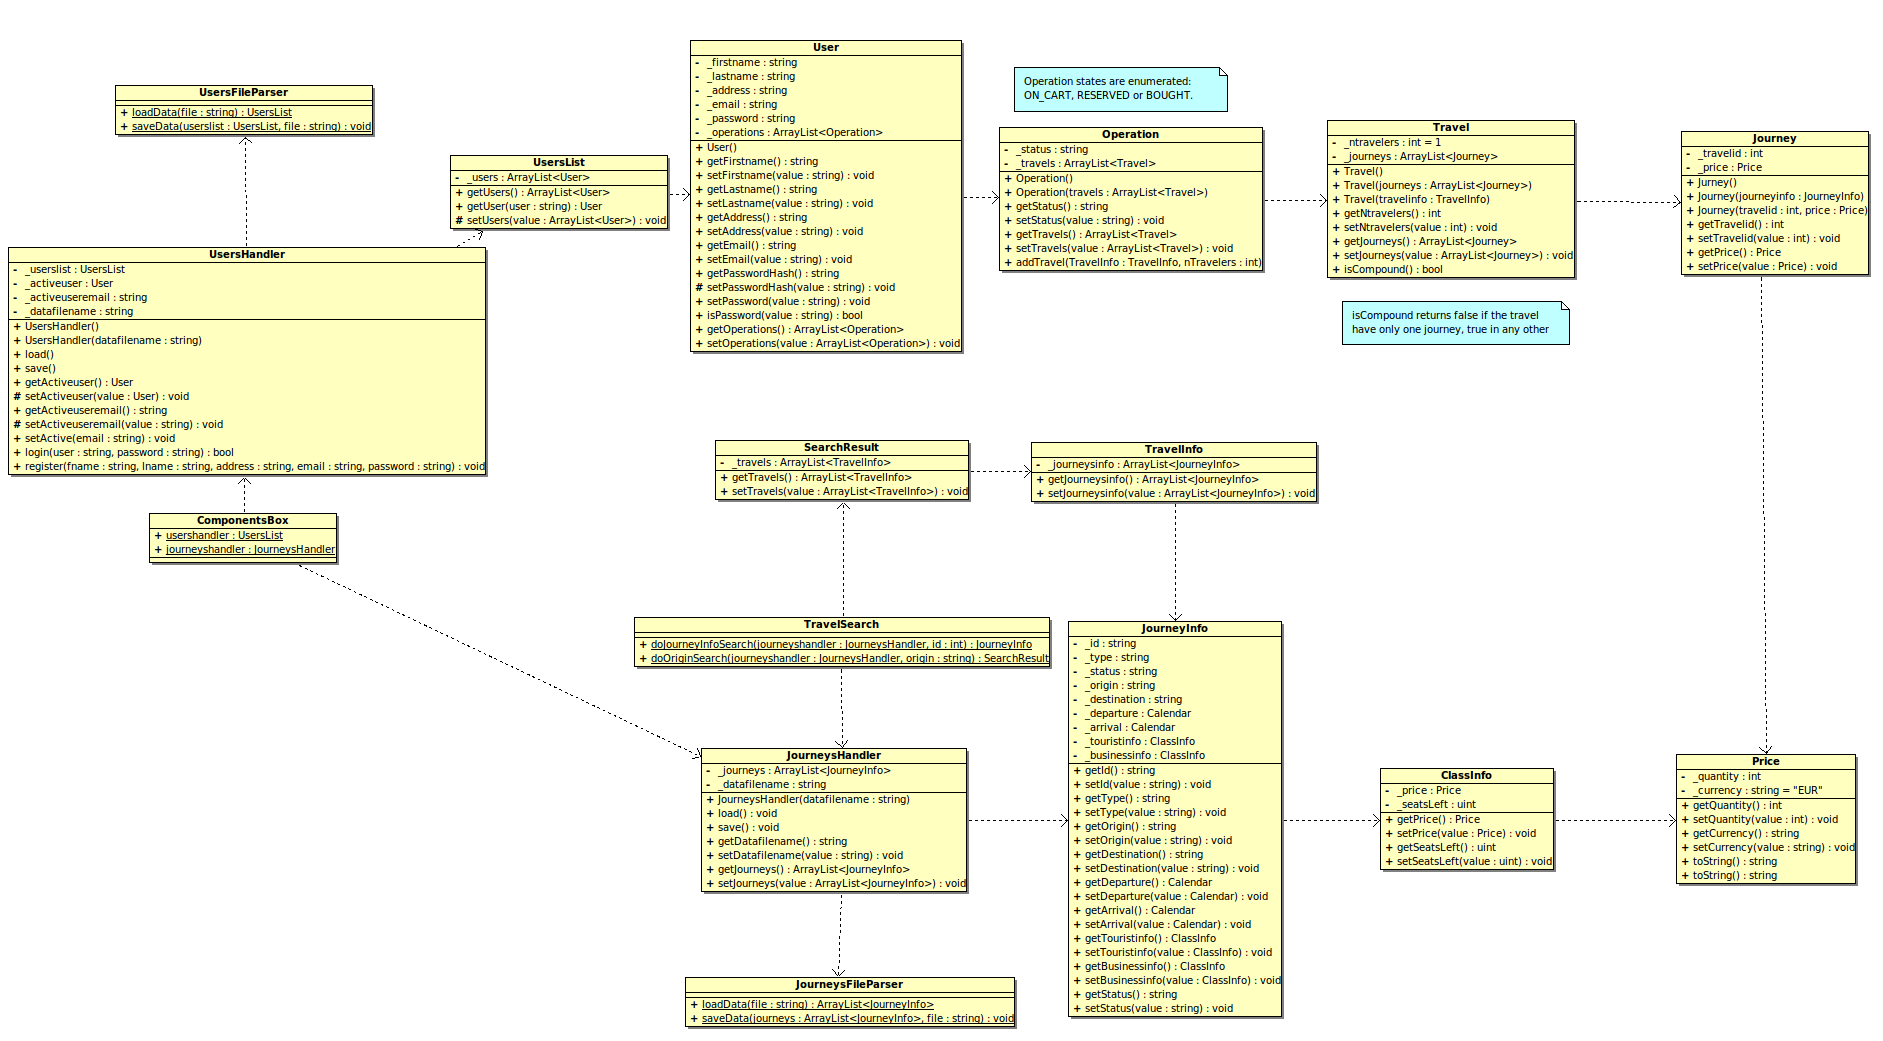 UsersFileParser
+ loadData(file : string) : UsersList
+ saveData(userslist : UsersList, file : string) : void
UsersList
- _users : ArrayList<User>
+ getUsers() : ArrayList<User>
+ getUser(user : string) : User
# setUsers(value : ArrayList<User>) : void
User
- _firstname : string
- _lastname : string
- _address : string
- _email : string
- _password : string
- _operations : ArrayList<Operation>
+ User()
+ getFirstname() : string
+ setFirstname(value : string) : void
+ getLastname() : string
+ setLastname(value : string) : void
+ getAddress() : string
+ setAddress(value : string) : void
+ getEmail() : string
+ setEmail(value : string) : void
+ getPasswordHash() : string
# setPasswordHash(value : string) : void
+ setPassword(value : string) : void
+ isPassword(value : string) : bool
+ getOperations() : ArrayList<Operation>
+ setOperations(value : ArrayList<Operation>) : void
Operation states are enumerated:
ON_CART, RESERVED or BOUGHT.
Operation
- _status : string
- _travels : ArrayList<Travel>
+ Operation()
+ Operation(travels : ArrayList<Travel>)
+ getStatus() : string
+ setStatus(value : string) : void
+ getTravels() : ArrayList<Travel>
+ setTravels(value : ArrayList<Travel>) : void
+ addTravel(TravelInfo : TravelInfo, nTravelers : int)
Travel
- _ntravelers : int = 1
- _journeys : ArrayList<Journey>
+ Travel()
+ Travel(journeys : ArrayList<Journey>)
+ Travel(travelinfo : TravelInfo)
+ getNtravelers() : int
+ setNtravelers(value : int) : void
+ getJourneys() : ArrayList<Journey>
+ setJourneys(value : ArrayList<Journey>) : void
+ isCompound() : bool
isCompound returns false if the travel
have only one journey, true in any other
Journey
- _travelid : int
- _price : Price
+ Jurney()
+ Journey(journeyinfo : JourneyInfo)
+ Journey(travelid : int, price : Price)
+ getTravelid() : int
+ setTravelid(value : int) : void
+ getPrice() : Price
+ setPrice(value : Price) : void
UsersHandler
- _userslist : UsersList
- _activeuser : User
- _activeuseremail : string
- _datafilename : string
+ UsersHandler()
+ UsersHandler(datafilename : string)
+ load()
+ save()
+ getActiveuser() : User
# setActiveuser(value : User) : void
+ getActiveuseremail() : string
# setActiveuseremail(value : string) : void
+ setActive(email : string) : void
+ login(user : string, password : string) : bool
+ register(fname : string, lname : string, address : string, email : string, password : string) : void
ComponentsBox
+ usershandler : UsersList
+ journeyshandler : JourneysHandler
SearchResult
- _travels : ArrayList<TravelInfo>
+ getTravels() : ArrayList<TravelInfo>
+ setTravels(value : ArrayList<TravelInfo>) : void
TravelInfo
- _journeysinfo : ArrayList<JourneyInfo>
+ getJourneysinfo() : ArrayList<JourneyInfo>
+ setJourneysinfo(value : ArrayList<JourneyInfo>) : void
TravelSearch
+ doJourneyInfoSearch(journeyshandler : JourneysHandler, id : int) : JourneyInfo
+ doOriginSearch(journeyshandler : JourneysHandler, origin : string) : SearchResult
JourneysHandler
- _journeys : ArrayList<JourneyInfo>
- _datafilename : string
+ JourneysHandler(datafilename : string)
+ load() : void
+ save() : void
+ getDatafilename() : string
+ setDatafilename(value : string) : void
+ getJourneys() : ArrayList<JourneyInfo>
+ setJourneys(value : ArrayList<JourneyInfo>) : void
JourneysFileParser
+ loadData(file : string) : ArrayList<JourneyInfo>
+ saveData(journeys : ArrayList<JourneyInfo>, file : string) : void
JourneyInfo
- _id : string
- _type : string
- _status : string
- _origin : string
- _destination : string
- _departure : Calendar
- _arrival : Calendar
- _touristinfo : ClassInfo
- _businessinfo : ClassInfo
+ getId() : string
+ setId(value : string) : void
+ getType() : string
+ setType(value : string) : void
+ getOrigin() : string
+ setOrigin(value : string) : void
+ getDestination() : string
+ setDestination(value : string) : void
+ getDeparture() : Calendar
+ setDeparture(value : Calendar) : void
+ getArrival() : Calendar
+ setArrival(value : Calendar) : void
+ getTouristinfo() : ClassInfo
+ setTouristinfo(value : ClassInfo) : void
+ getBusinessinfo() : ClassInfo
+ setBusinessinfo(value : ClassInfo) : void
+ getStatus() : string
+ setStatus(value : string) : void
ClassInfo
- _price : Price
- _seatsLeft : uint
+ getPrice() : Price
+ setPrice(value : Price) : void
+ getSeatsLeft() : uint
+ setSeatsLeft(value : uint) : void
Price
- _quantity : int
- _currency : string = "EUR"
+ getQuantity() : int
+ setQuantity(value : int) : void
+ getCurrency() : string
+ setCurrency(value : string) : void
+ toString() : string
+ toString() : string